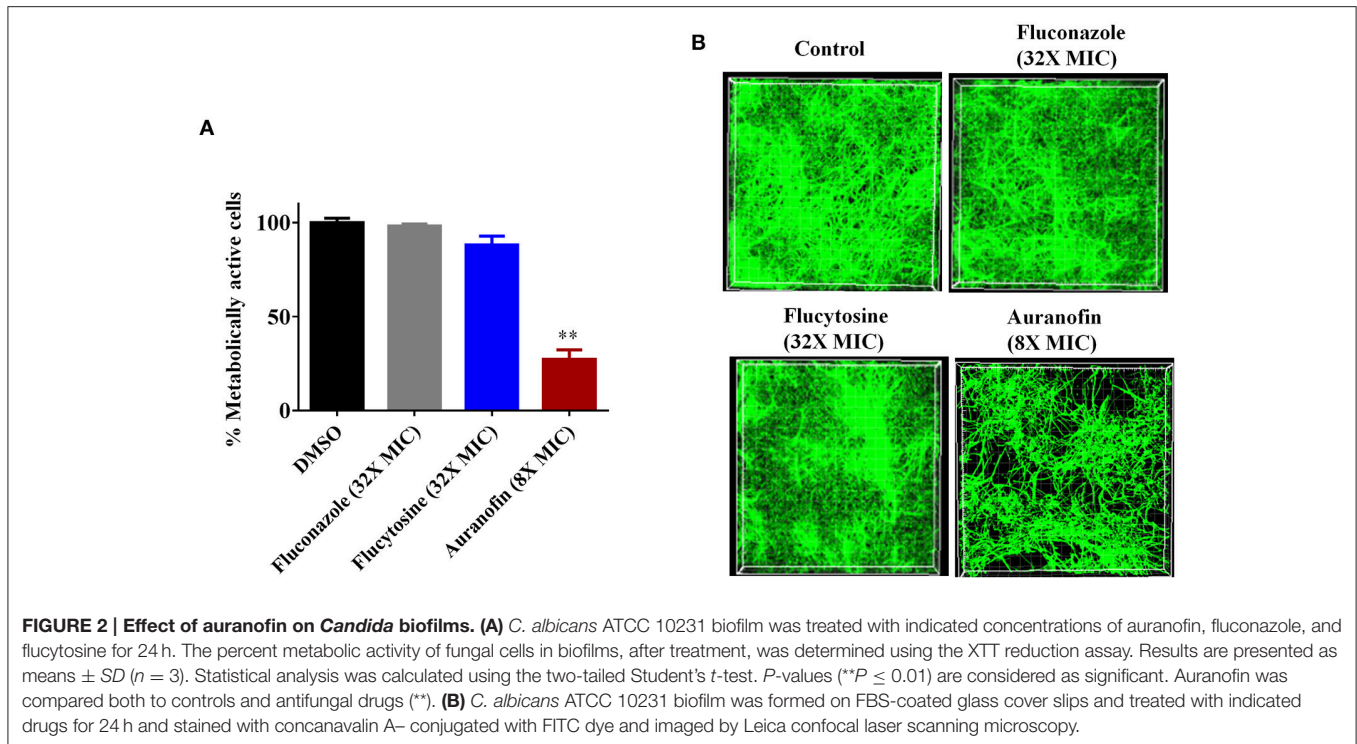 A
% Metabolically active cells
100
50
0
**
DMSO
Fluconazole (32X MIC)
Flucytosine (32X MIC)
Auranofin (8X MIC)
B
Control
Fluconazole
(32X MIC)
Flucytosine
(32X MIC)
Auranofin
(8X MIC)
FIGURE 2 | Effect of auranofin on Candida biofilms. (A) C. albicans ATCC 10231 biofilm was treated with indicated concentrations of auranofin, fluconazole, and
flucytosine for 24 h. The percent metabolic activity of fungal cells in biofilms, after treatment, was determined using the XTT reduction assay. Results are presented as
means ± SD (n = 3). Statistical analysis was calculated using the two-tailed Student's t-test. P-values (**P ≤ 0.01) are considered as significant. Auranofin was
compared both to controls and antifungal drugs (**). (B) C. albicans ATCC 10231 biofilm was formed on FBS-coated glass cover slips and treated with indicated
drugs for 24 h and stained with concanavalin A– conjugated with FITC dye and imaged by Leica confocal laser scanning microscopy.